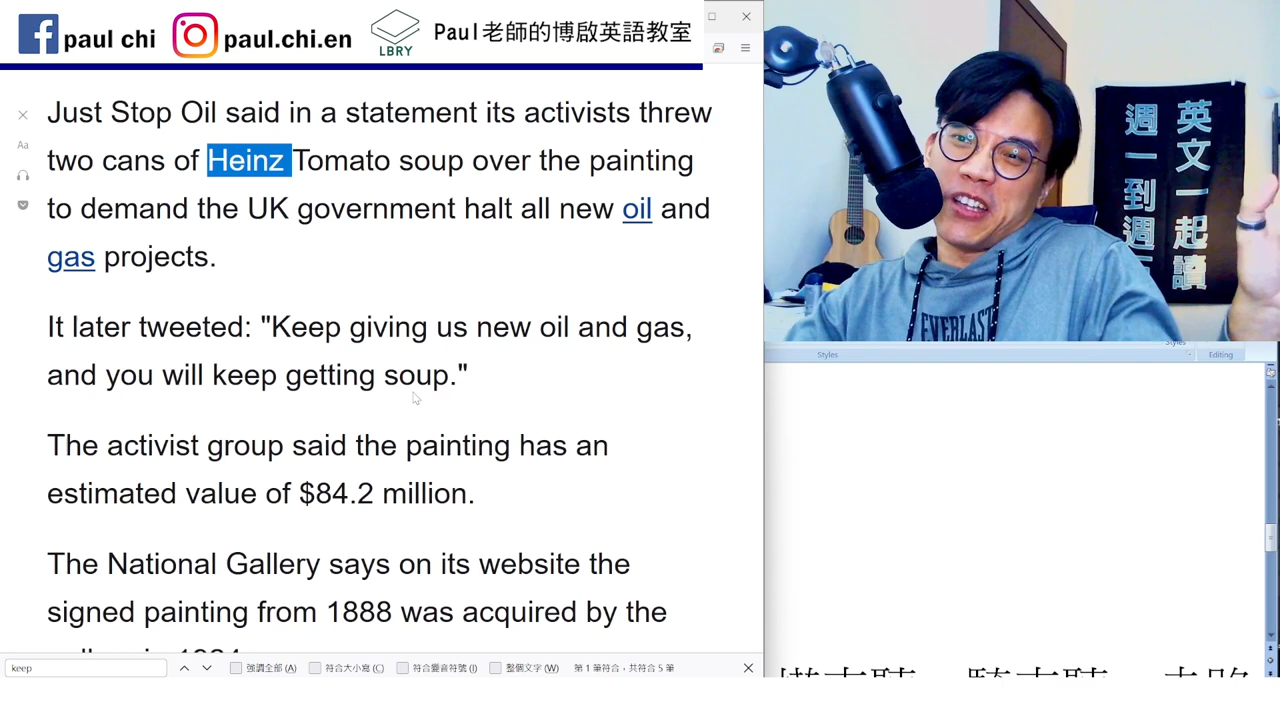 paul chi
paul.chi.en
LBRY
Paul老師的博啟英語教室
Just Stop Oil said in a statement its activists threw
two cans of Heinz Tomato soup over the painting
to demand the UK government halt all new oil and
gas projects.
It later tweeted: "Keep giving us new oil and gas,
and you will keep getting soup."
The activist group said the painting has an
estimated value of $84.2 million.
The National Gallery says on its website the
signed painting from 1888 was acquired by the
keep
強調全部 (A)
符合大小寫 (C)
符合變音符號 (I)
整個文字 (W)
第 1 筆符合，共符合 5 筆
Aa
英文一起讀
週一到週
EVERLAST
Styles
Styles
Editing